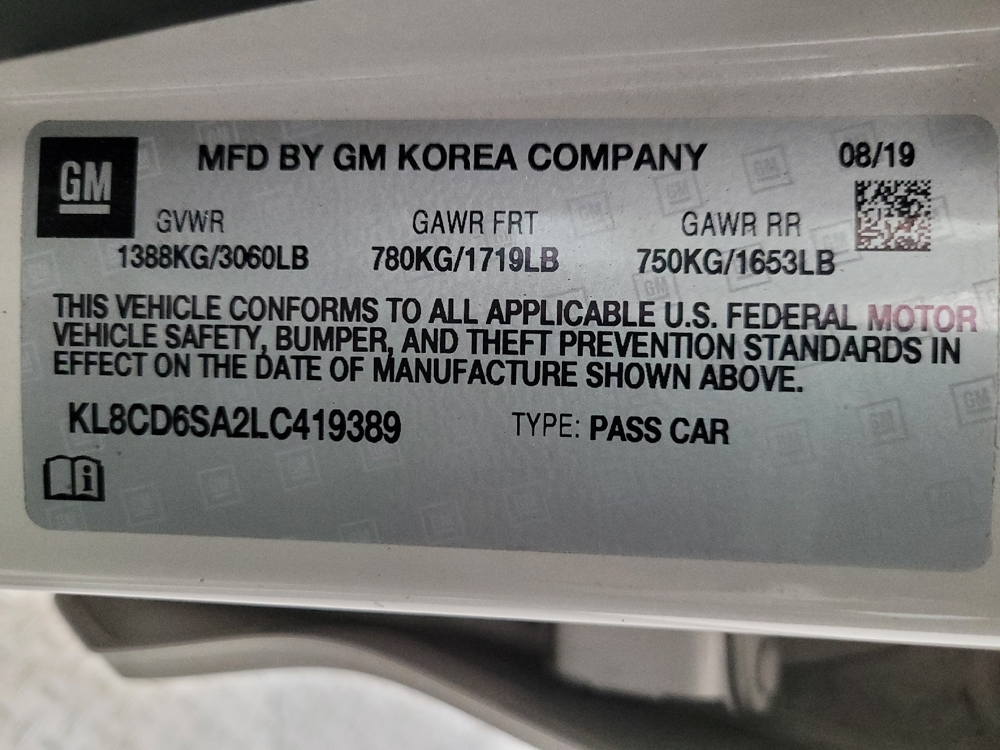 GM
MFD BY GM KOREA COMPANY
08/19
GVWR
GAWR FRT
GAWR RR
1388KG/3060LB
780KG/1719LB
750KG/1653LB
THIS VEHICLE CONFORMS TO ALL APPLICABLE U.S. FEDERAL MOTOR
VEHICLE SAFETY, BUMPER, AND THEFT PREVENTION STANDARDS IN
EFFECT ON THE DATE OF MANUFACTURE SHOWN ABOVE.
KL8CD6SA2LC419389
TYPE: PASS CAR
i